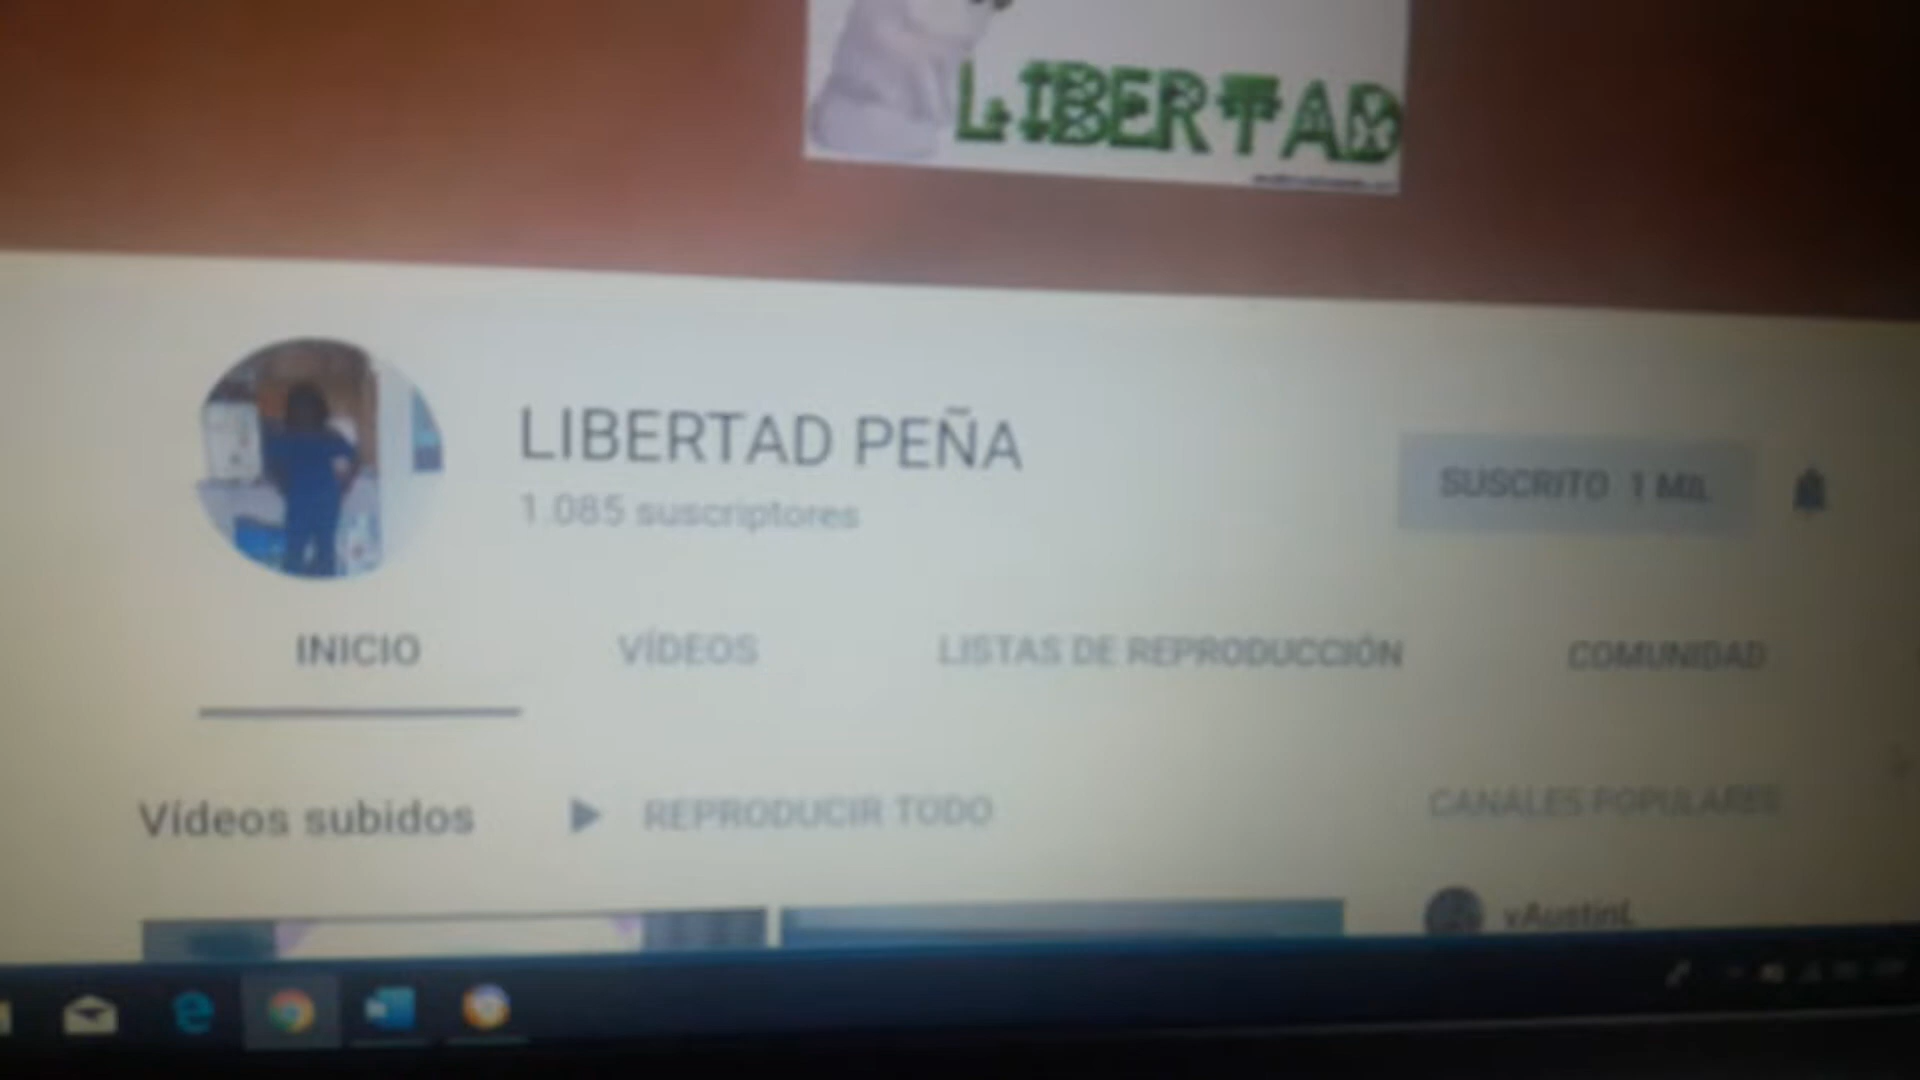 LIBERTAD
LIBERTAD PEÑA
1.085 suscriptores
SUSCRITO 1 MIL
INICIO
VÍDEOS
LISTAS DE REPRODUCCIÓN
COMUNIDAD
Vídeos subidos
REPRODUCIR TODO
CANALES POPULARES
vAustinL